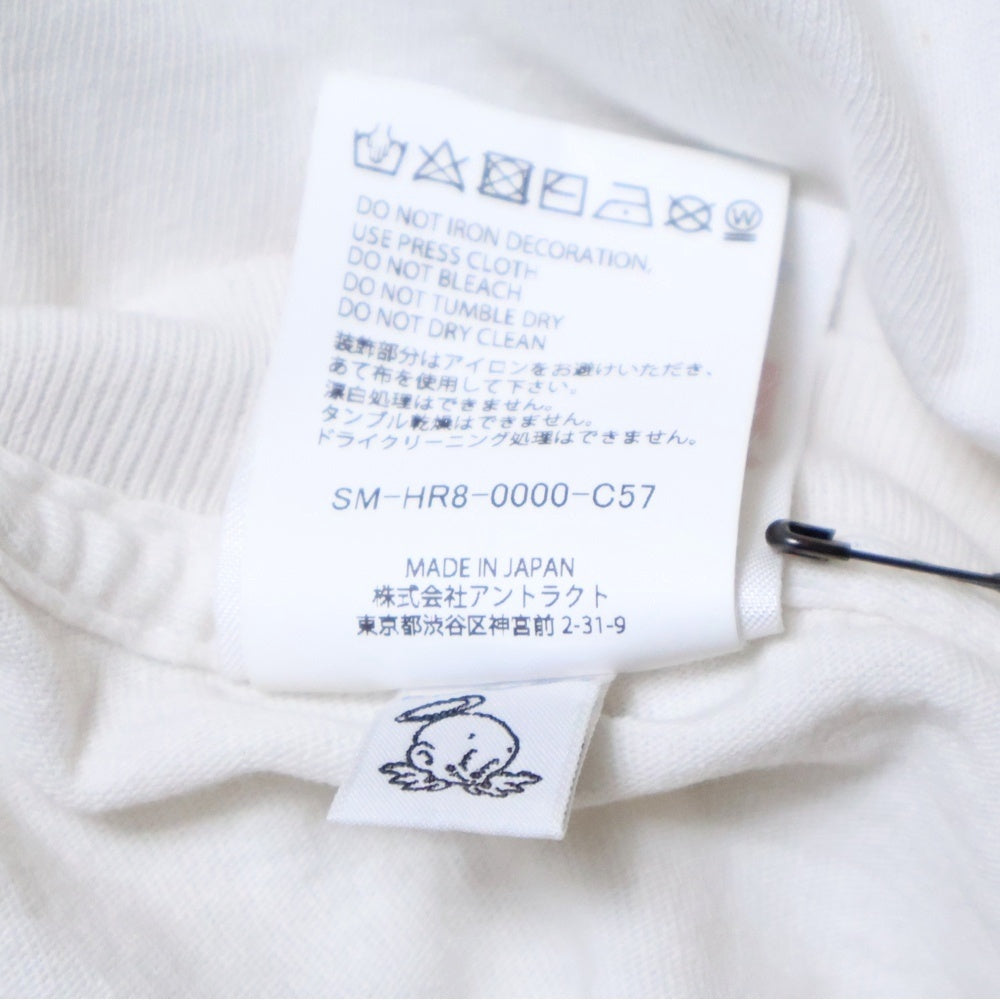 W
DO NOT IRON DECORATION,
USE PRESS CLOTH
DO NOT BLEACH
DO NOT TUMBLE DRY
DO NOT DRY CLEAN
装飾部分はアイロンをお避けいただき、
あて布を使用して下さい。
漂白処理はできません。
タンブル乾燥はできません。
ドライクリーニング処理はできません。
SM-HR8-0000-C57
MADE IN JAPAN
株式会社アントラクト
東京都渋谷区神宮前 2-31-9